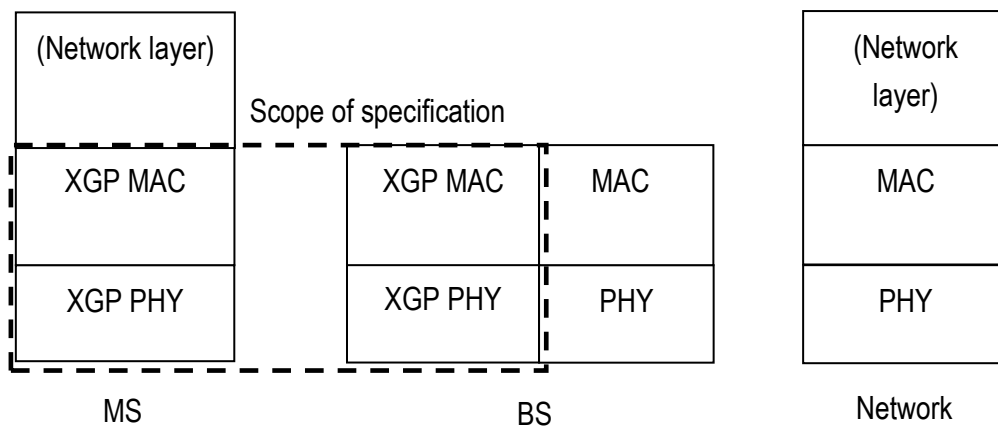 (Network layer)
(Network
layer)
Scope of specification
XGP MAC
XGP MAC
MAC
MAC
XGP PHY
XGP PHY
PHY
PHY
MS
BS
Network